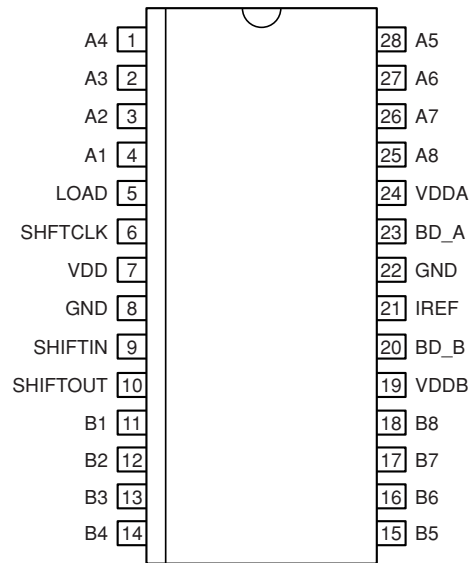 A4 1 28 A5
A3 2 27 A6
A2 3 26 A7
A1 4 25 A8
LOAD 5 24 VDDA
SHFTCLK 6 23 BD_A
VDD 7 22 GND
GND 8 21 IREF
SHIFTIN 9 20 BD_B
SHIFTOUT 10 19 VDDB
B1 11 18 B8
B2 12 17 B7
B3 13 16 B6
B4 14 15 B5